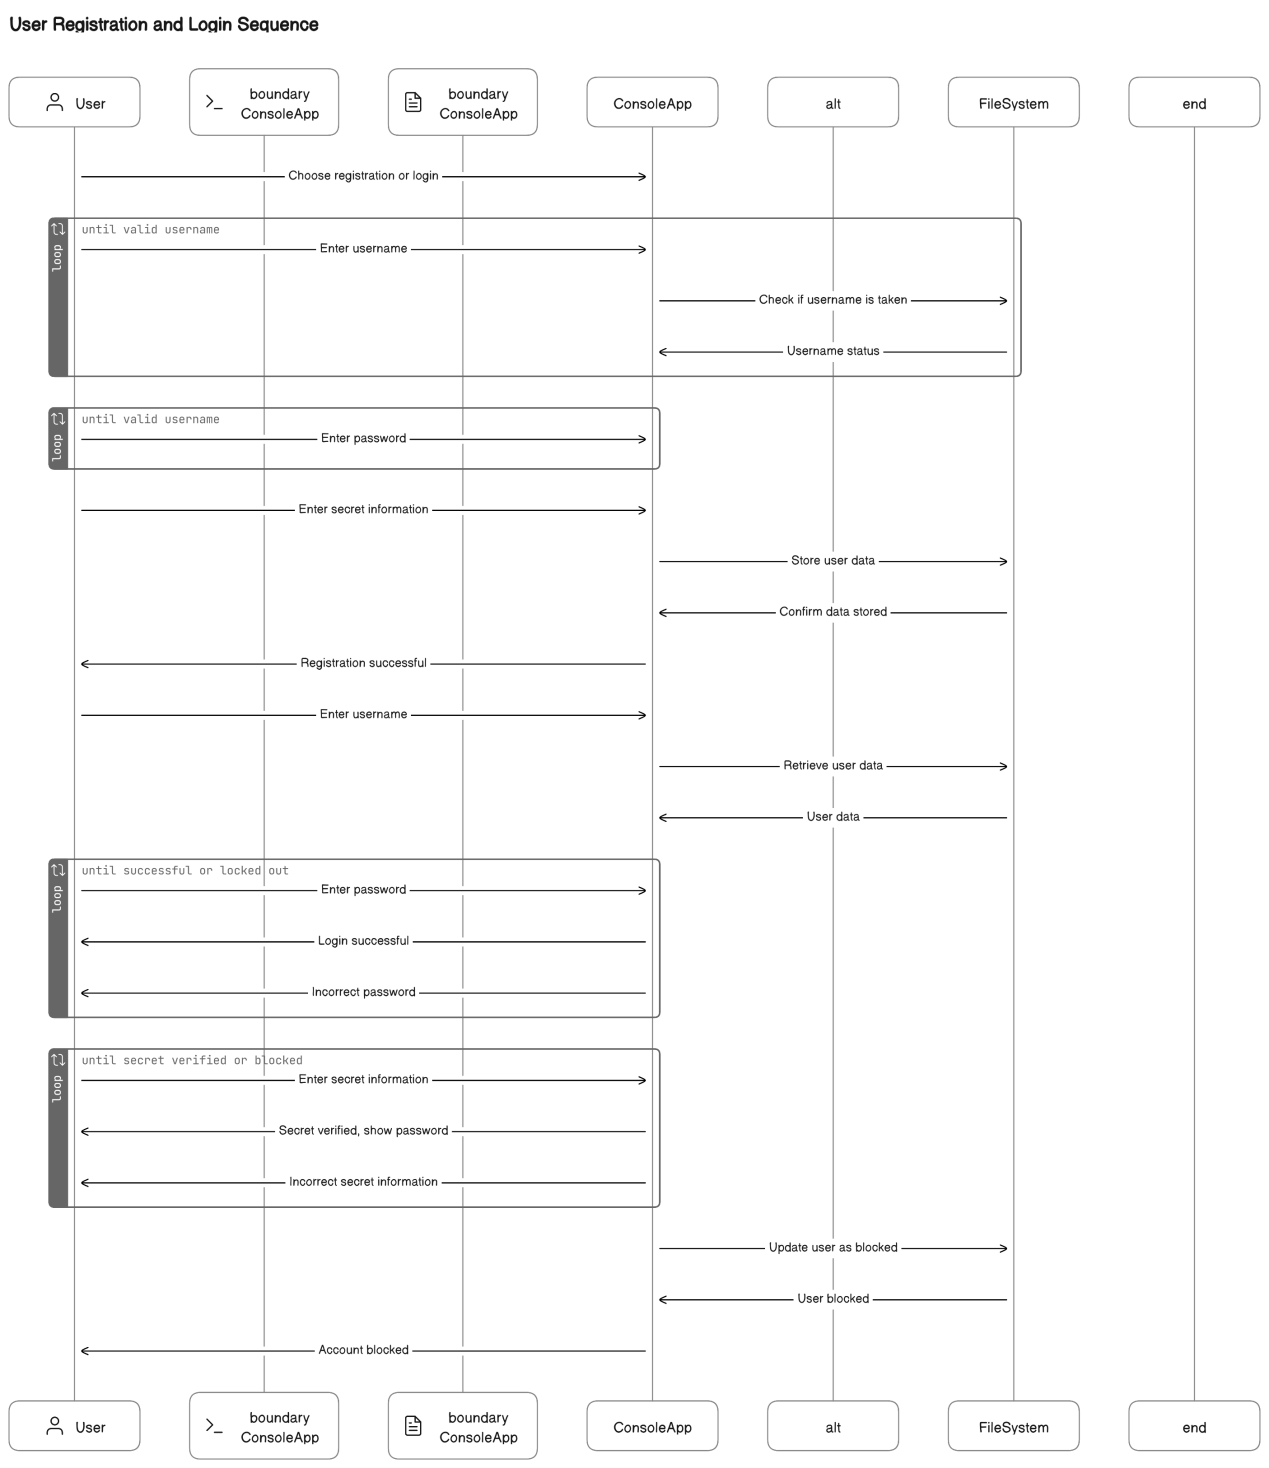 User Registration and Login Sequence
User
boundary
ConsoleApp
boundary
ConsoleApp
ConsoleApp
alt
FileSystem
end
Choose registration or login
loop
until valid username
Enter username
Check if username is taken
Username status
loop
until valid username
Enter password
Enter secret information
Store user data
Confirm data stored
Registration successful
Enter username
Retrieve user data
User data
loop
until successful or locked out
Enter password
Login successful
Incorrect password
loop
until secret verified or blocked
Enter secret information
Secret verified, show password
Incorrect secret information
Update user as blocked
User blocked
Account blocked
User
boundary
ConsoleApp
boundary
ConsoleApp
ConsoleApp
alt
FileSystem
end